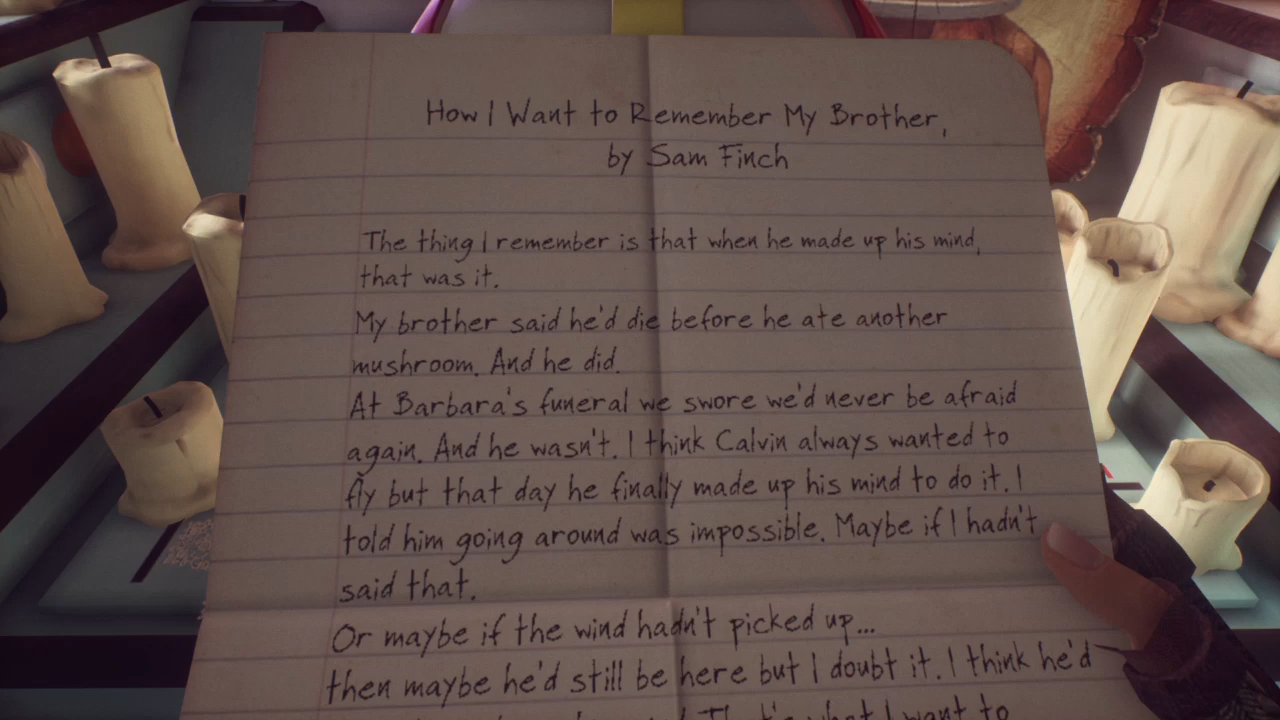 How I Want to Remember My Brother,
by Sam Finch
The thing I remember is that when he made up his mind,
that was it.
My brother said he'd die before he ate another
mushroom. And he did.
At Barbara's funeral we swore we'd never be afraid
again. And he wasn't. I think Calvin always wanted to
fly but that day he finally made up his mind to do it. I
told him going around was impossible. Maybe if I hadn't
said that.
Or maybe if the wind hadn't picked up...
then maybe he'd still be here but I doubt it. I think he'd
That's what I want to